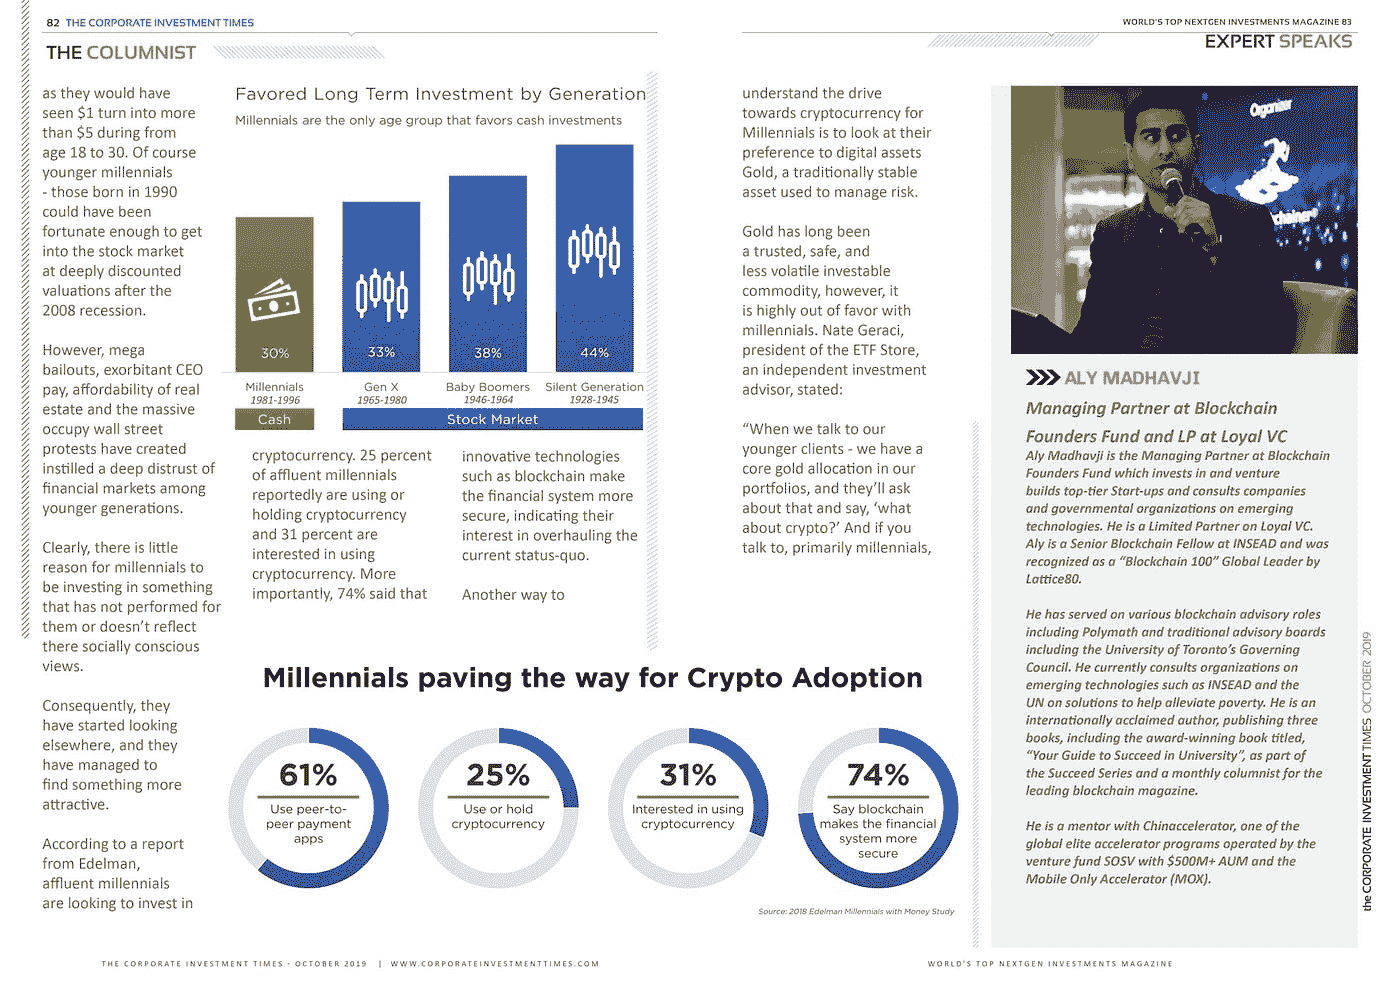 82 THE CORPORATE INVESTMENT TIMES
THE COLUMNIST
as they would have
seen $1 turn into more
than $5 during from
age 18 to 30. Of course
younger millennials
- those born in 1990
could have been
fortunate enough to get
into the stock market
at deeply discounted
valuations after the
2008 recession.
However, mega
bailouts, exorbitant CEO
pay, affordability of real
estate and the massive
occupy wall street
protests have created
instilled a deep distrust of
financial markets among
younger generations.
Clearly, there is little
reason for millennials to
be investing in something
that has not performed for
them or doesn't reflect
there socially conscious
views.
Consequently, they
have started looking
elsewhere, and they
have managed to
find something more
attractive.
According to a report
from Edelman,
affluent millennials
are looking to invest in
Favored Long Term Investment by Generation
Millennials are the only age group that favors cash investments
30%
33%
38%
44%
Millennials
1981-1996
Gen X
1965-1980
Baby Boomers
1946-1964
Silent Generation
1928-1945
Cash
Stock Market
cryptocurrency. 25 percent
of affluent millennials
reportedly are using or
holding cryptocurrency
and 31 percent are
interested in using
cryptocurrency. More
importantly, 74% said that
innovative technologies
such as blockchain make
the financial system more
secure, indicating their
interest in overhauling the
current status-quo.
Another way to
Millennials paving the way for Crypto Adoption
61%
Use peer-to-
peer payment
apps
25%
Use or hold
cryptocurrency
31%
Interested in using
cryptocurrency
74%
Say blockchain
makes the financial
system more
secure
Source: 2018 Edelman Millennials with Money Study
THE CORPORATE INVESTMENT TIMES - OCTOBER 2019 | WWW.CORPORATEINVESTMENTTIMES.COM
WORLD'S TOP NEXTGEN INVESTMENTS MAGAZINE 83
EXPERT SPEAKS
understand the drive
towards cryptocurrency for
Millennials is to look at their
preference to digital assets
Gold, a traditionally stable
asset used to manage risk.
Gold has long been
a trusted, safe, and
less volatile investable
commodity, however, it
is highly out of favor with
millennials. Nate Geraci,
president of the ETF Store,
an independent investment
advisor, stated:
"When we talk to our
younger clients - we have a
core gold allocation in our
portfolios, and they'll ask
about that and say, 'what
about crypto?' And if you
talk to, primarily millennials,
Organiser
chainer
ALY MADHAVJI
Managing Partner at Blockchain
Founders Fund and LP at Loyal VC
Aly Madhavji is the Managing Partner at Blockchain
Founders Fund which invests in and venture
builds top-tier Start-ups and consults companies
and governmental organizations on emerging
technologies. He is a Limited Partner on Loyal VC.
Aly is a Senior Blockchain Fellow at INSEAD and was
recognized as a "Blockchain 100" Global Leader by
Lattice80.
He has served on various blockchain advisory roles
including Polymath and traditional advisory boards
including the University of Toronto's Governing
Council. He currently consults organizations on
emerging technologies such as INSEAD and the
UN on solutions to help alleviate poverty. He is an
internationally acclaimed author, publishing three
books, including the award-winning book titled,
"Your Guide to Succeed in University", as part of
the Succeed Series and a monthly columnist for the
leading blockchain magazine.
He is a mentor with Chinaccelerator, one of the
global elite accelerator programs operated by the
venture fund SOSV with $500M+ AUM and the
Mobile Only Accelerator (MOX).
the CORPORATE INVESTMENT TIMES OCTOBER 2019
WORLD'S TOP NEXTGEN INVESTMENTS MAGAZINE